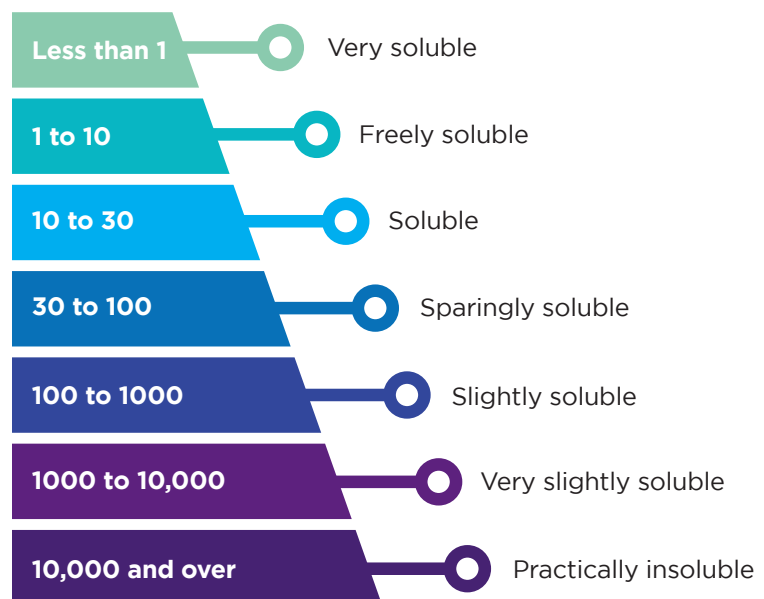 Less than 1 Very soluble
1 to 10 Freely soluble
10 to 30 Soluble
30 to 100 Sparingly soluble
100 to 1000 Slightly soluble
1000 to 10,000 Very slightly soluble
10,000 and over Practically insoluble